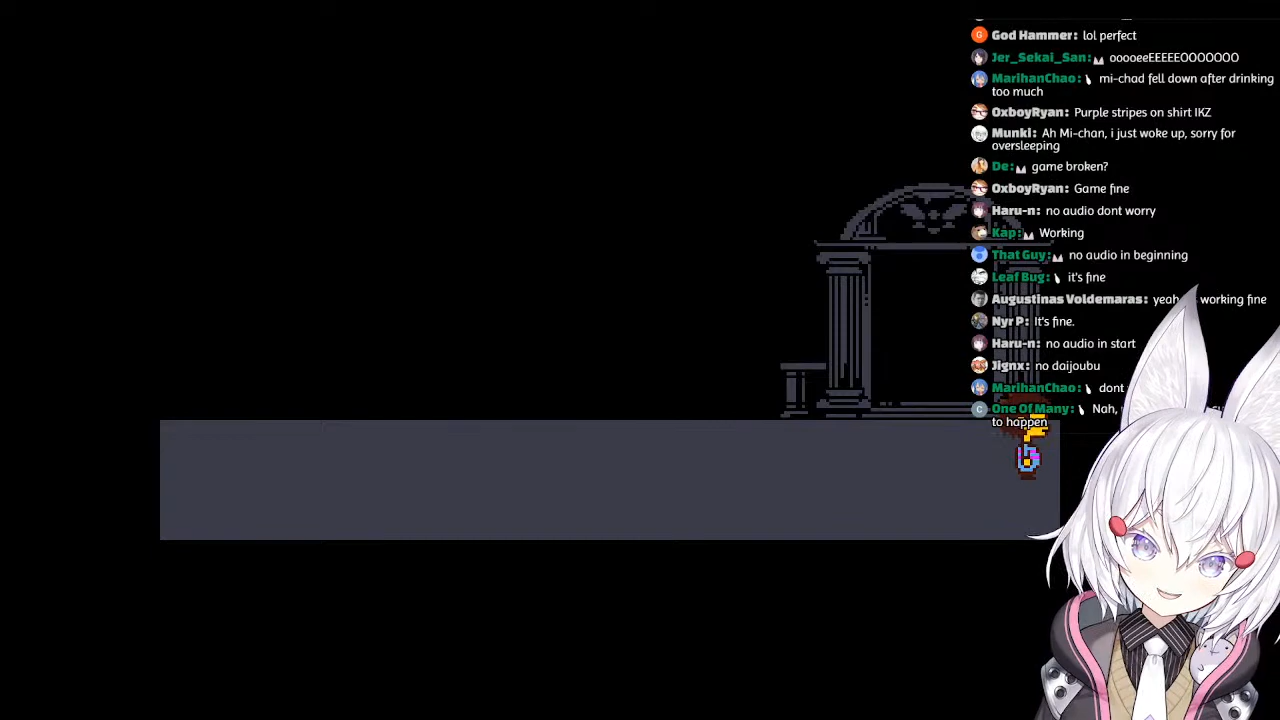 God Hammer: lol perfect
Jer_Sekai_San: oooeeEEEEEOOOOOOO
MarihanChao: mi-chad fell down after drinking
too much
OxboyRyan: Purple stripes on shirt IKZ
Munki: Ah Mi-chan, i just woke up, sorry for
oversleeping
De: game broken?
OxboyRyan: Game fine
Haru-n: no audio dont worry
Kap: Working
That Guy: no audio in beginning
Leaf Bug: it's fine
Augustinas Voldemaras: yeah working fine
Nyr P: It's fine.
Haru-n: no audio in start
Jignx: no daijoubu
MarihanChao: dont
One Of Many: Nah,
to happen